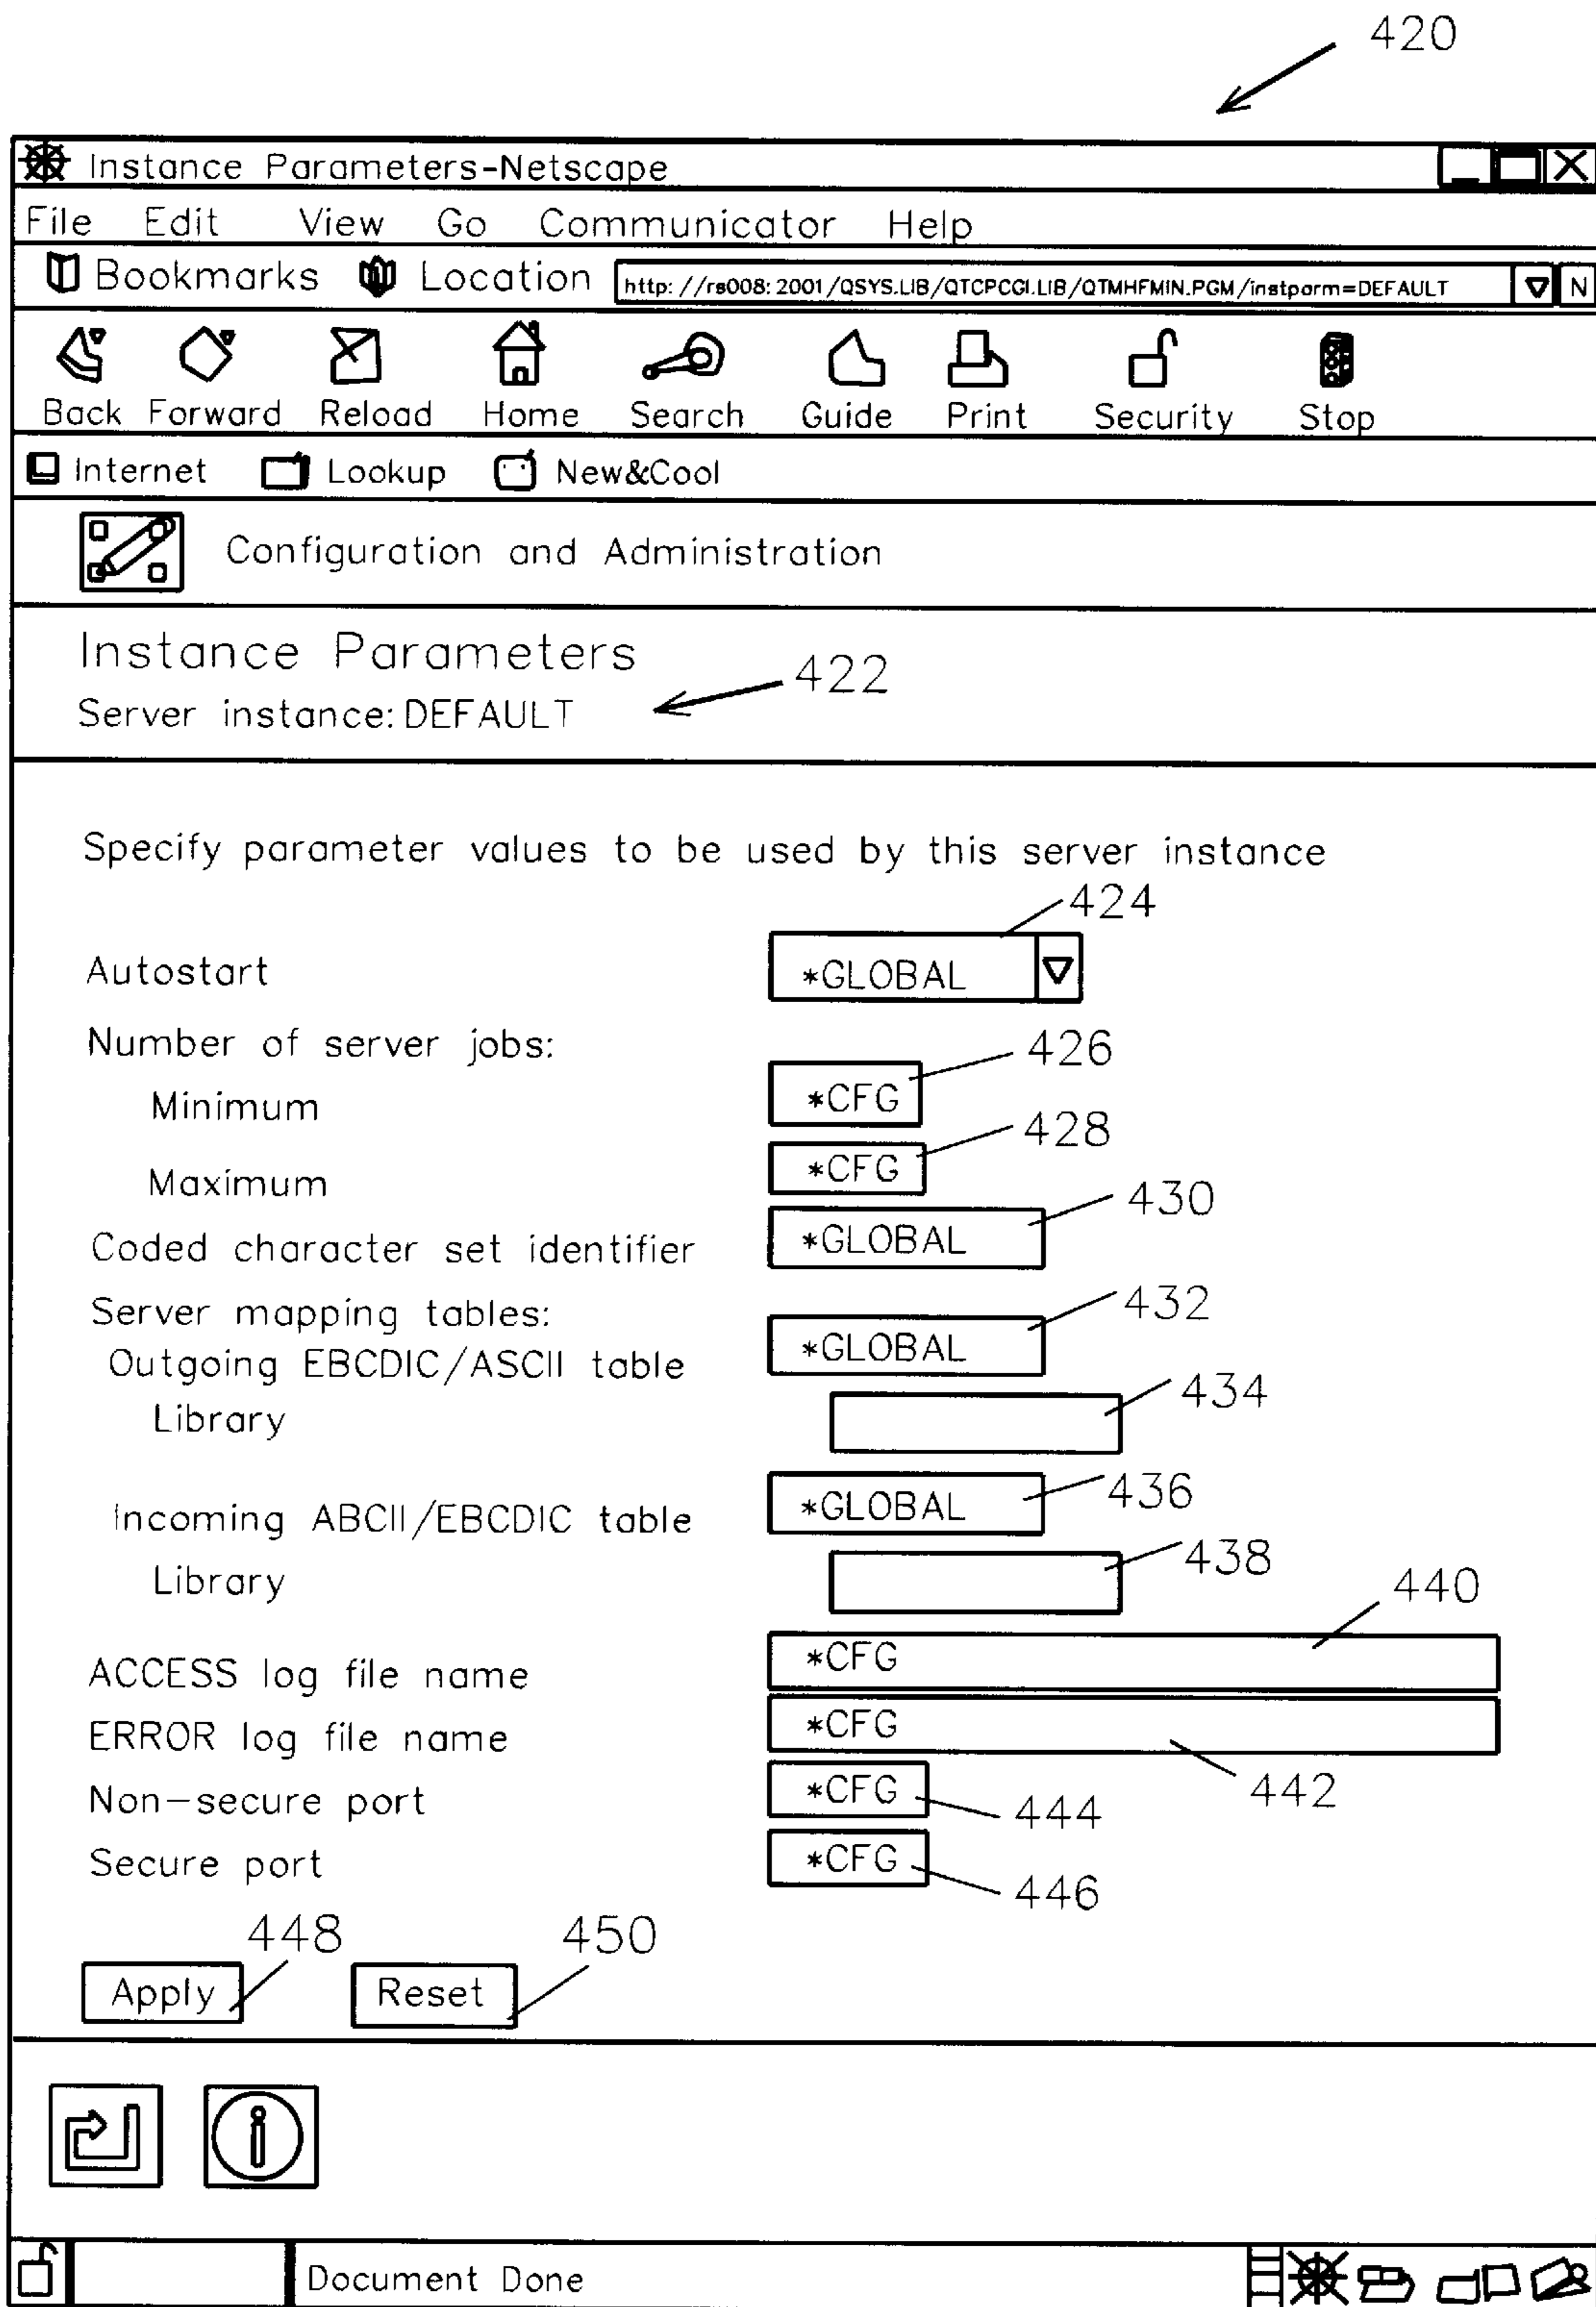 420
Instance Parameters-Netscape
File Edit View Go Communicator Help
Bookmarks Location http://rs008:2001/QSYS.LIB/QTCPCGI.LIB/QTMHFMIN.PGM/instparm=DEFAULT N
Back Forward Reload Home Search Guide Print Security Stop
Internet Lookup New&Cool
Configuration and Administration
Instance Parameters
422
Server instance: DEFAULT
Specify parameter values to be used by this server instance
424
Autostart *GLOBAL
Number of server jobs:
426
Minimum *CFG
428
Maximum *CFG
430
Coded character set identifier *GLOBAL
Server mapping tables:
432
Outgoing EBCDIC/ASCII table *GLOBAL
434
Library
436
Incoming ABCII/EBCDIC table *GLOBAL
438
Library
440
ACCESS log file name *CFG
ERROR log file name *CFG
442
Non-secure port *CFG
444
Secure port *CFG
446
448 450
Apply Reset
i
Document Done